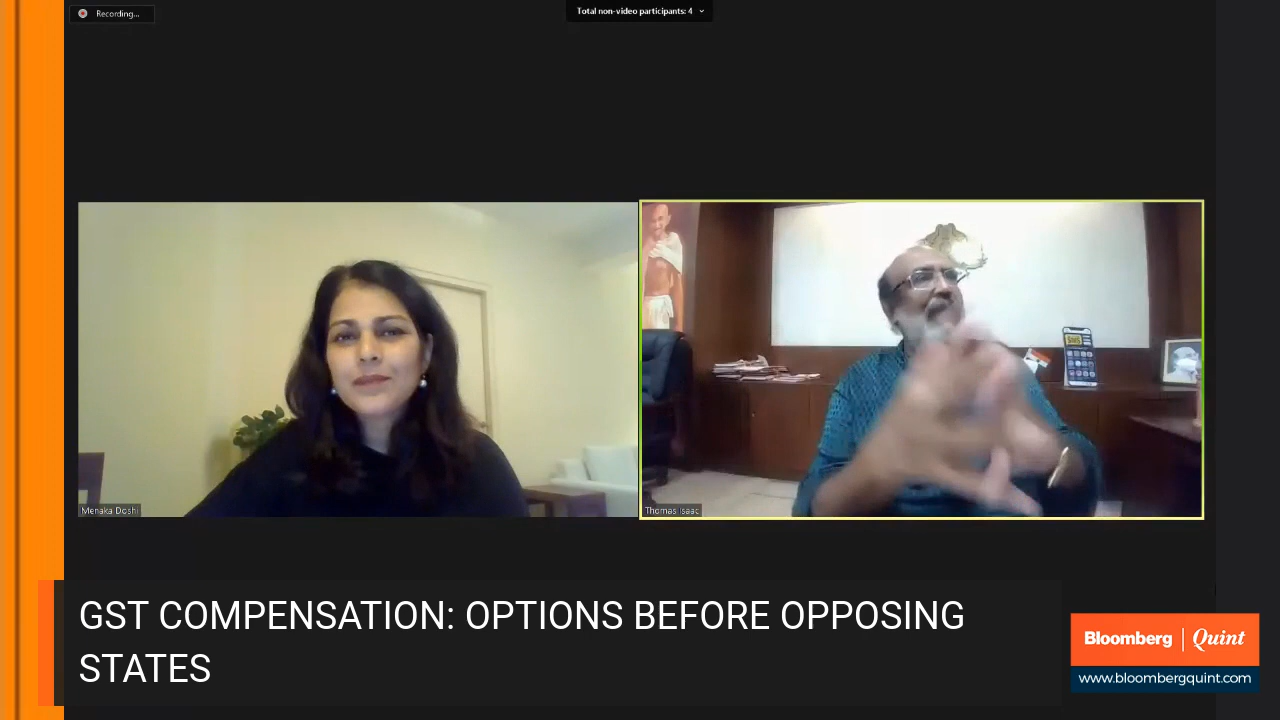 Recording...
Total non-video participants: 4
Menaka Doshi
Thomas Isaac
GST COMPENSATION: OPTIONS BEFORE OPPOSING
STATES
Bloomberg | Quint
www.bloombergquint.com